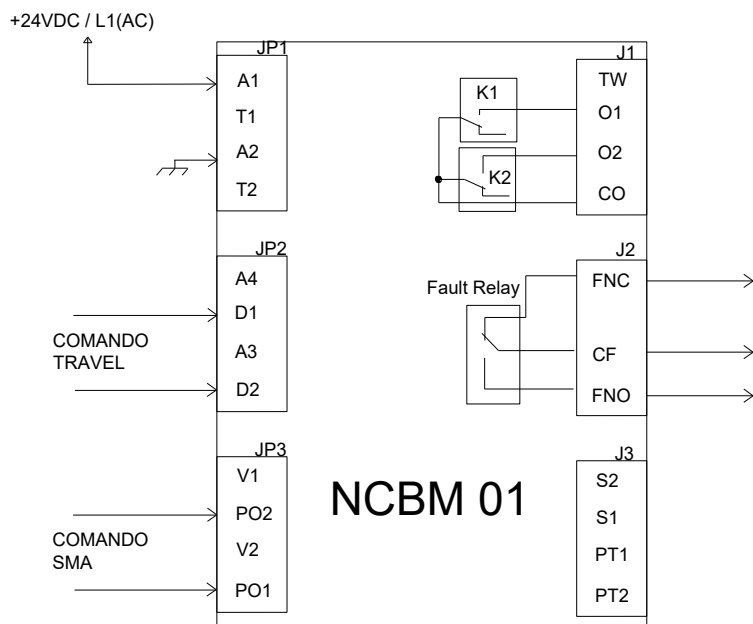 +24VDC / L1(AC)
JP1
A1
T1
A2
T2
JP2
A4
D1
A3
D2
COMANDO
TRAVEL
JP3
V1
PO2
V2
PO1
COMANDO
SMA
K1
K2
J1
TW
O1
O2
CO
Fault Relay
J2
FNC
CF
FNO
NCBM 01
J3
S2
S1
PT1
PT2